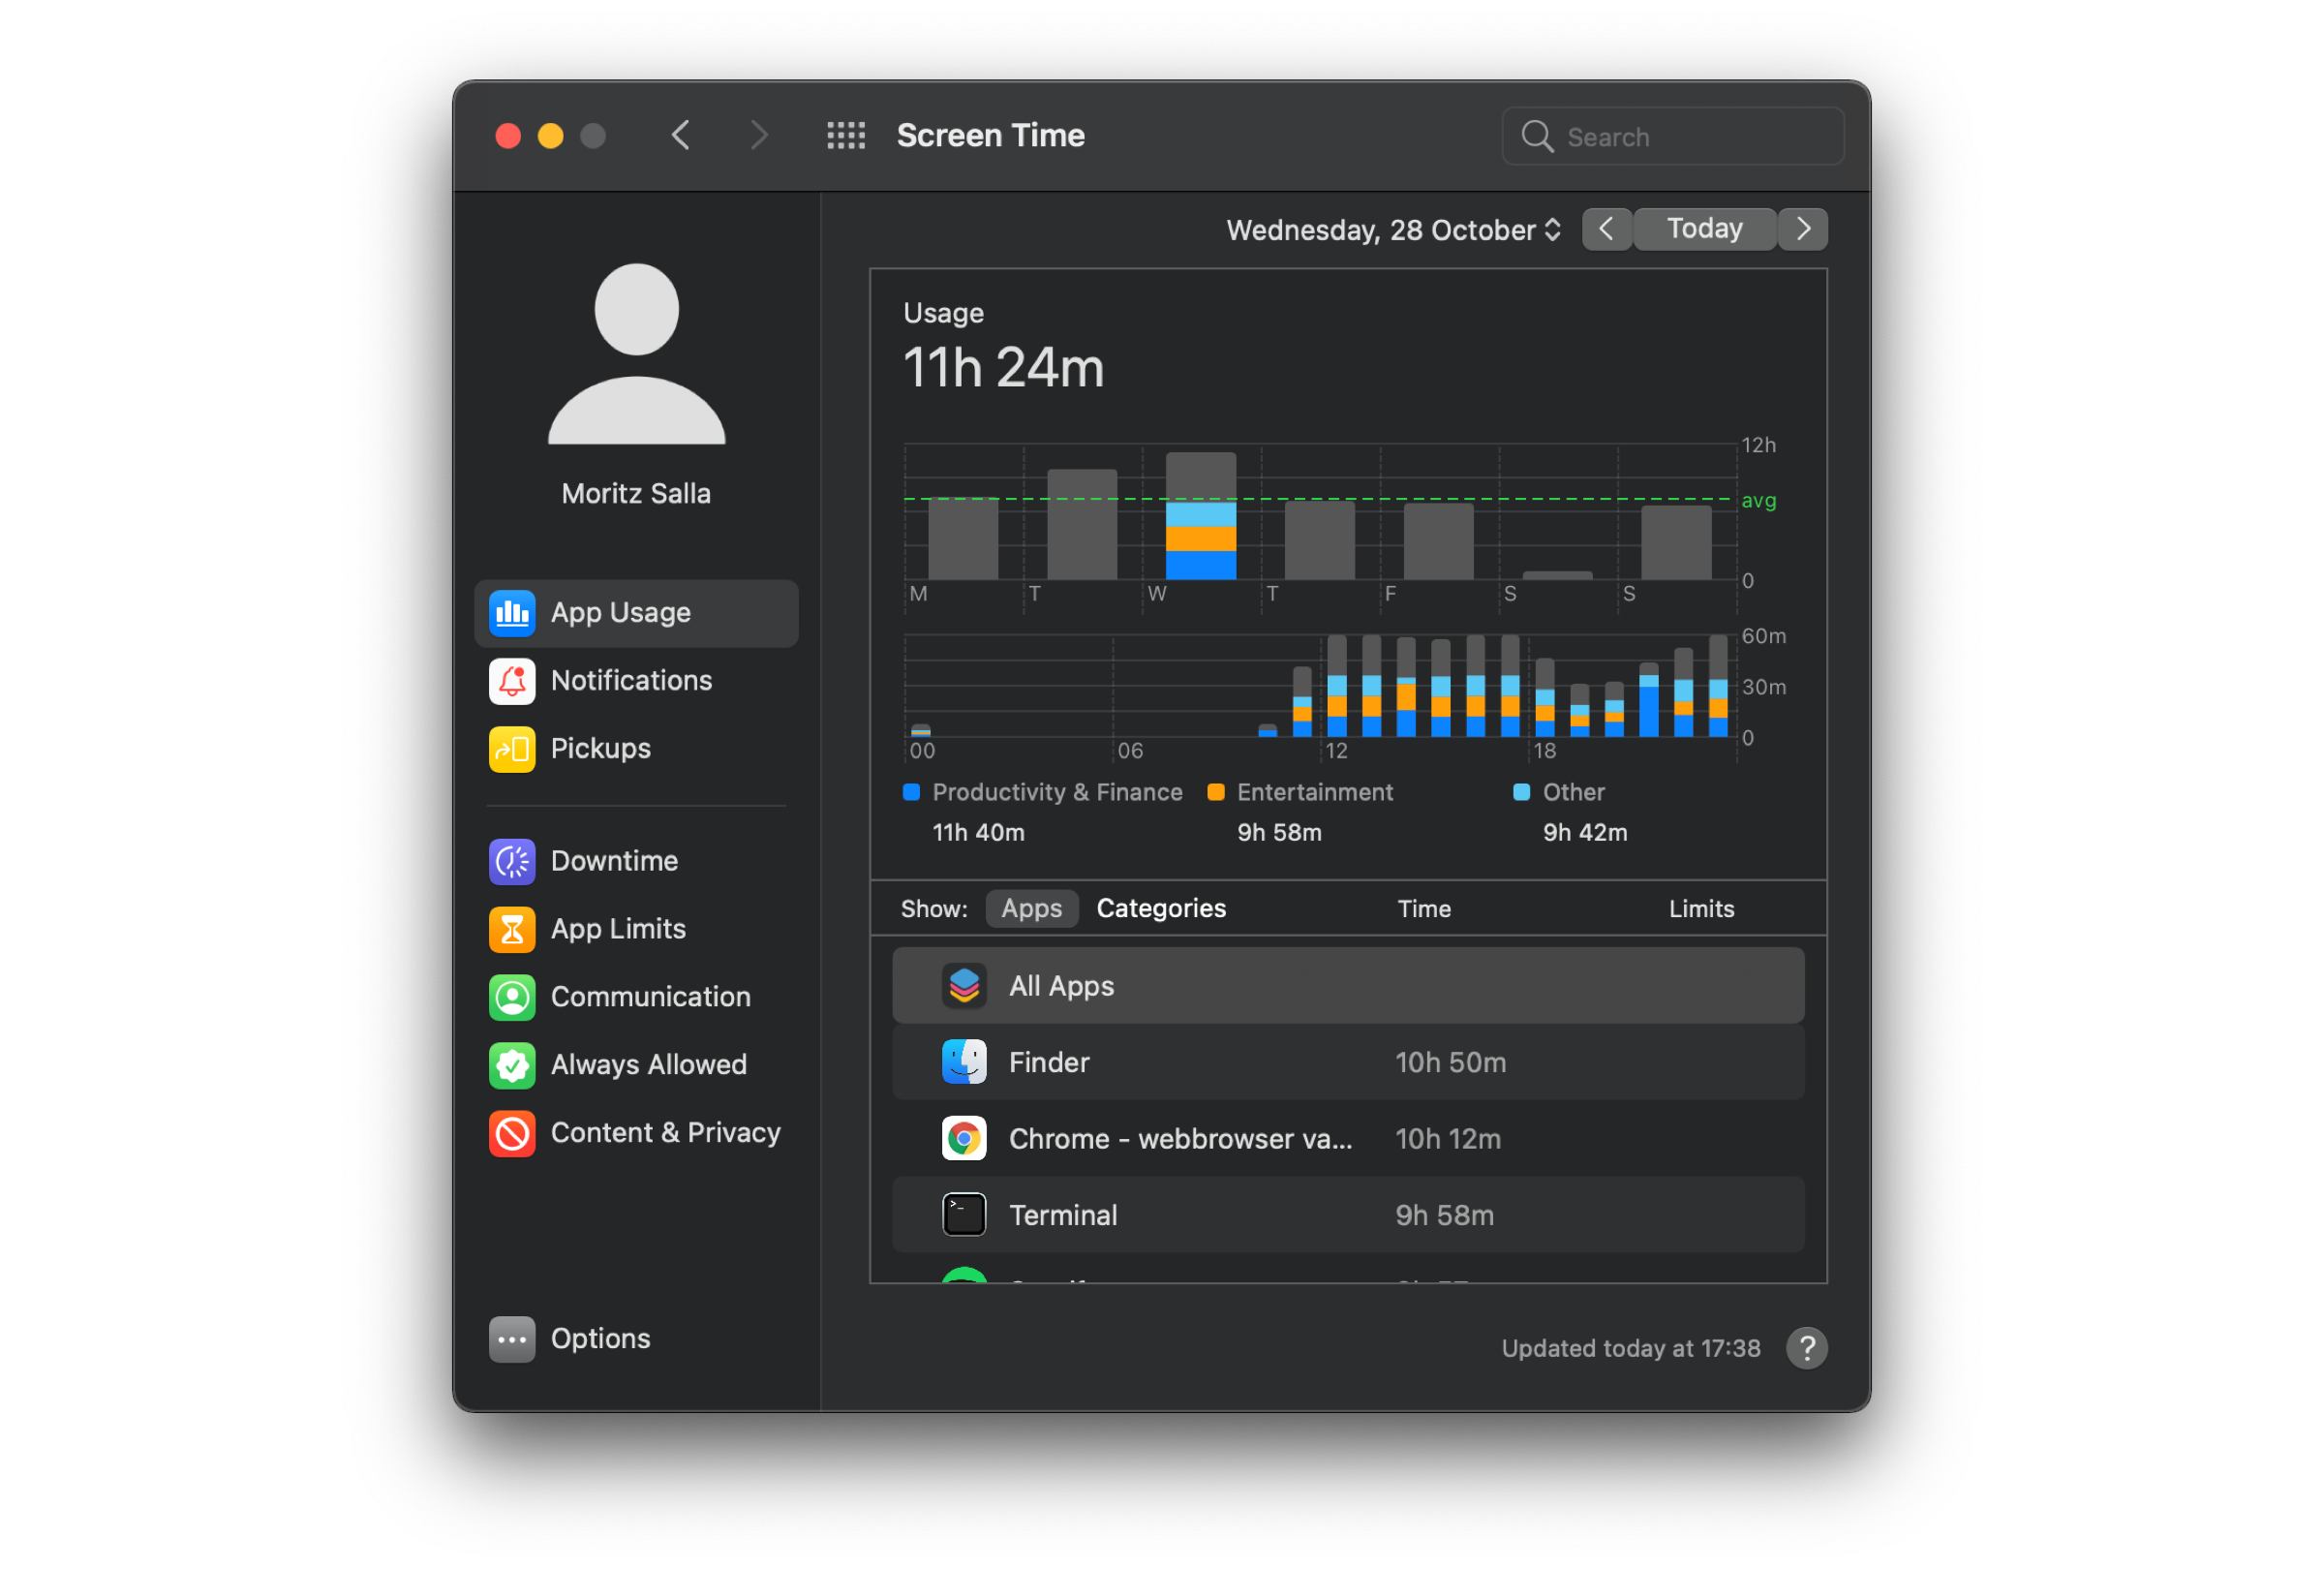 Screen Time
Search
Wednesday, 28 October
Today
Moritz Salla
App Usage
Notifications
Pickups
Downtime
App Limits
Communication
Always Allowed
Content & Privacy
Options
Usage
11h 24m
12h
avg
0
M T W T F S S
60m
30m
0
00 06 12 18
Productivity & Finance Entertainment Other
11h 40m 9h 58m 9h 42m
Show: Apps Categories Time Limits
All Apps
Finder 10h 50m
Chrome - webbrowser va... 10h 12m
Terminal 9h 58m
Updated today at 17:38 ?